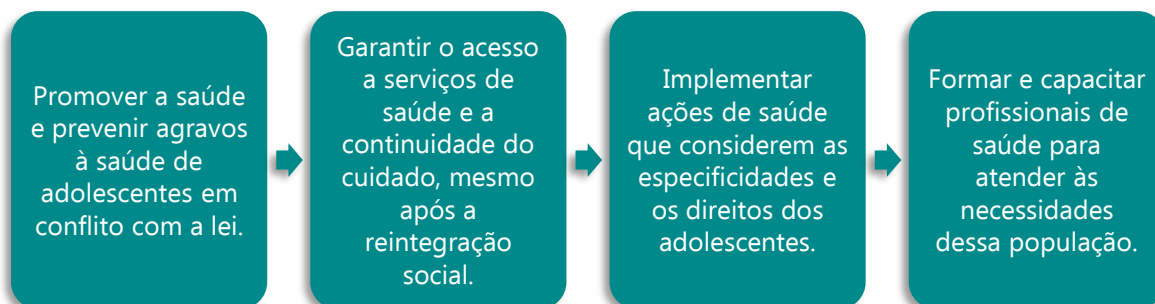 Promover a saúde
e prevenir agravos
à saúde de
adolescentes em
conflito com a lei.
Garantir o acesso
a serviços de
saúde e a
continuidade do
cuidado, mesmo
após a
reintegração
social.
Implementar
ações de saúde
que considerem as
especificidades e
os direitos dos
adolescentes.
Formar e capacitar
profissionais de
saúde para
atender às
necessidades
dessa população.